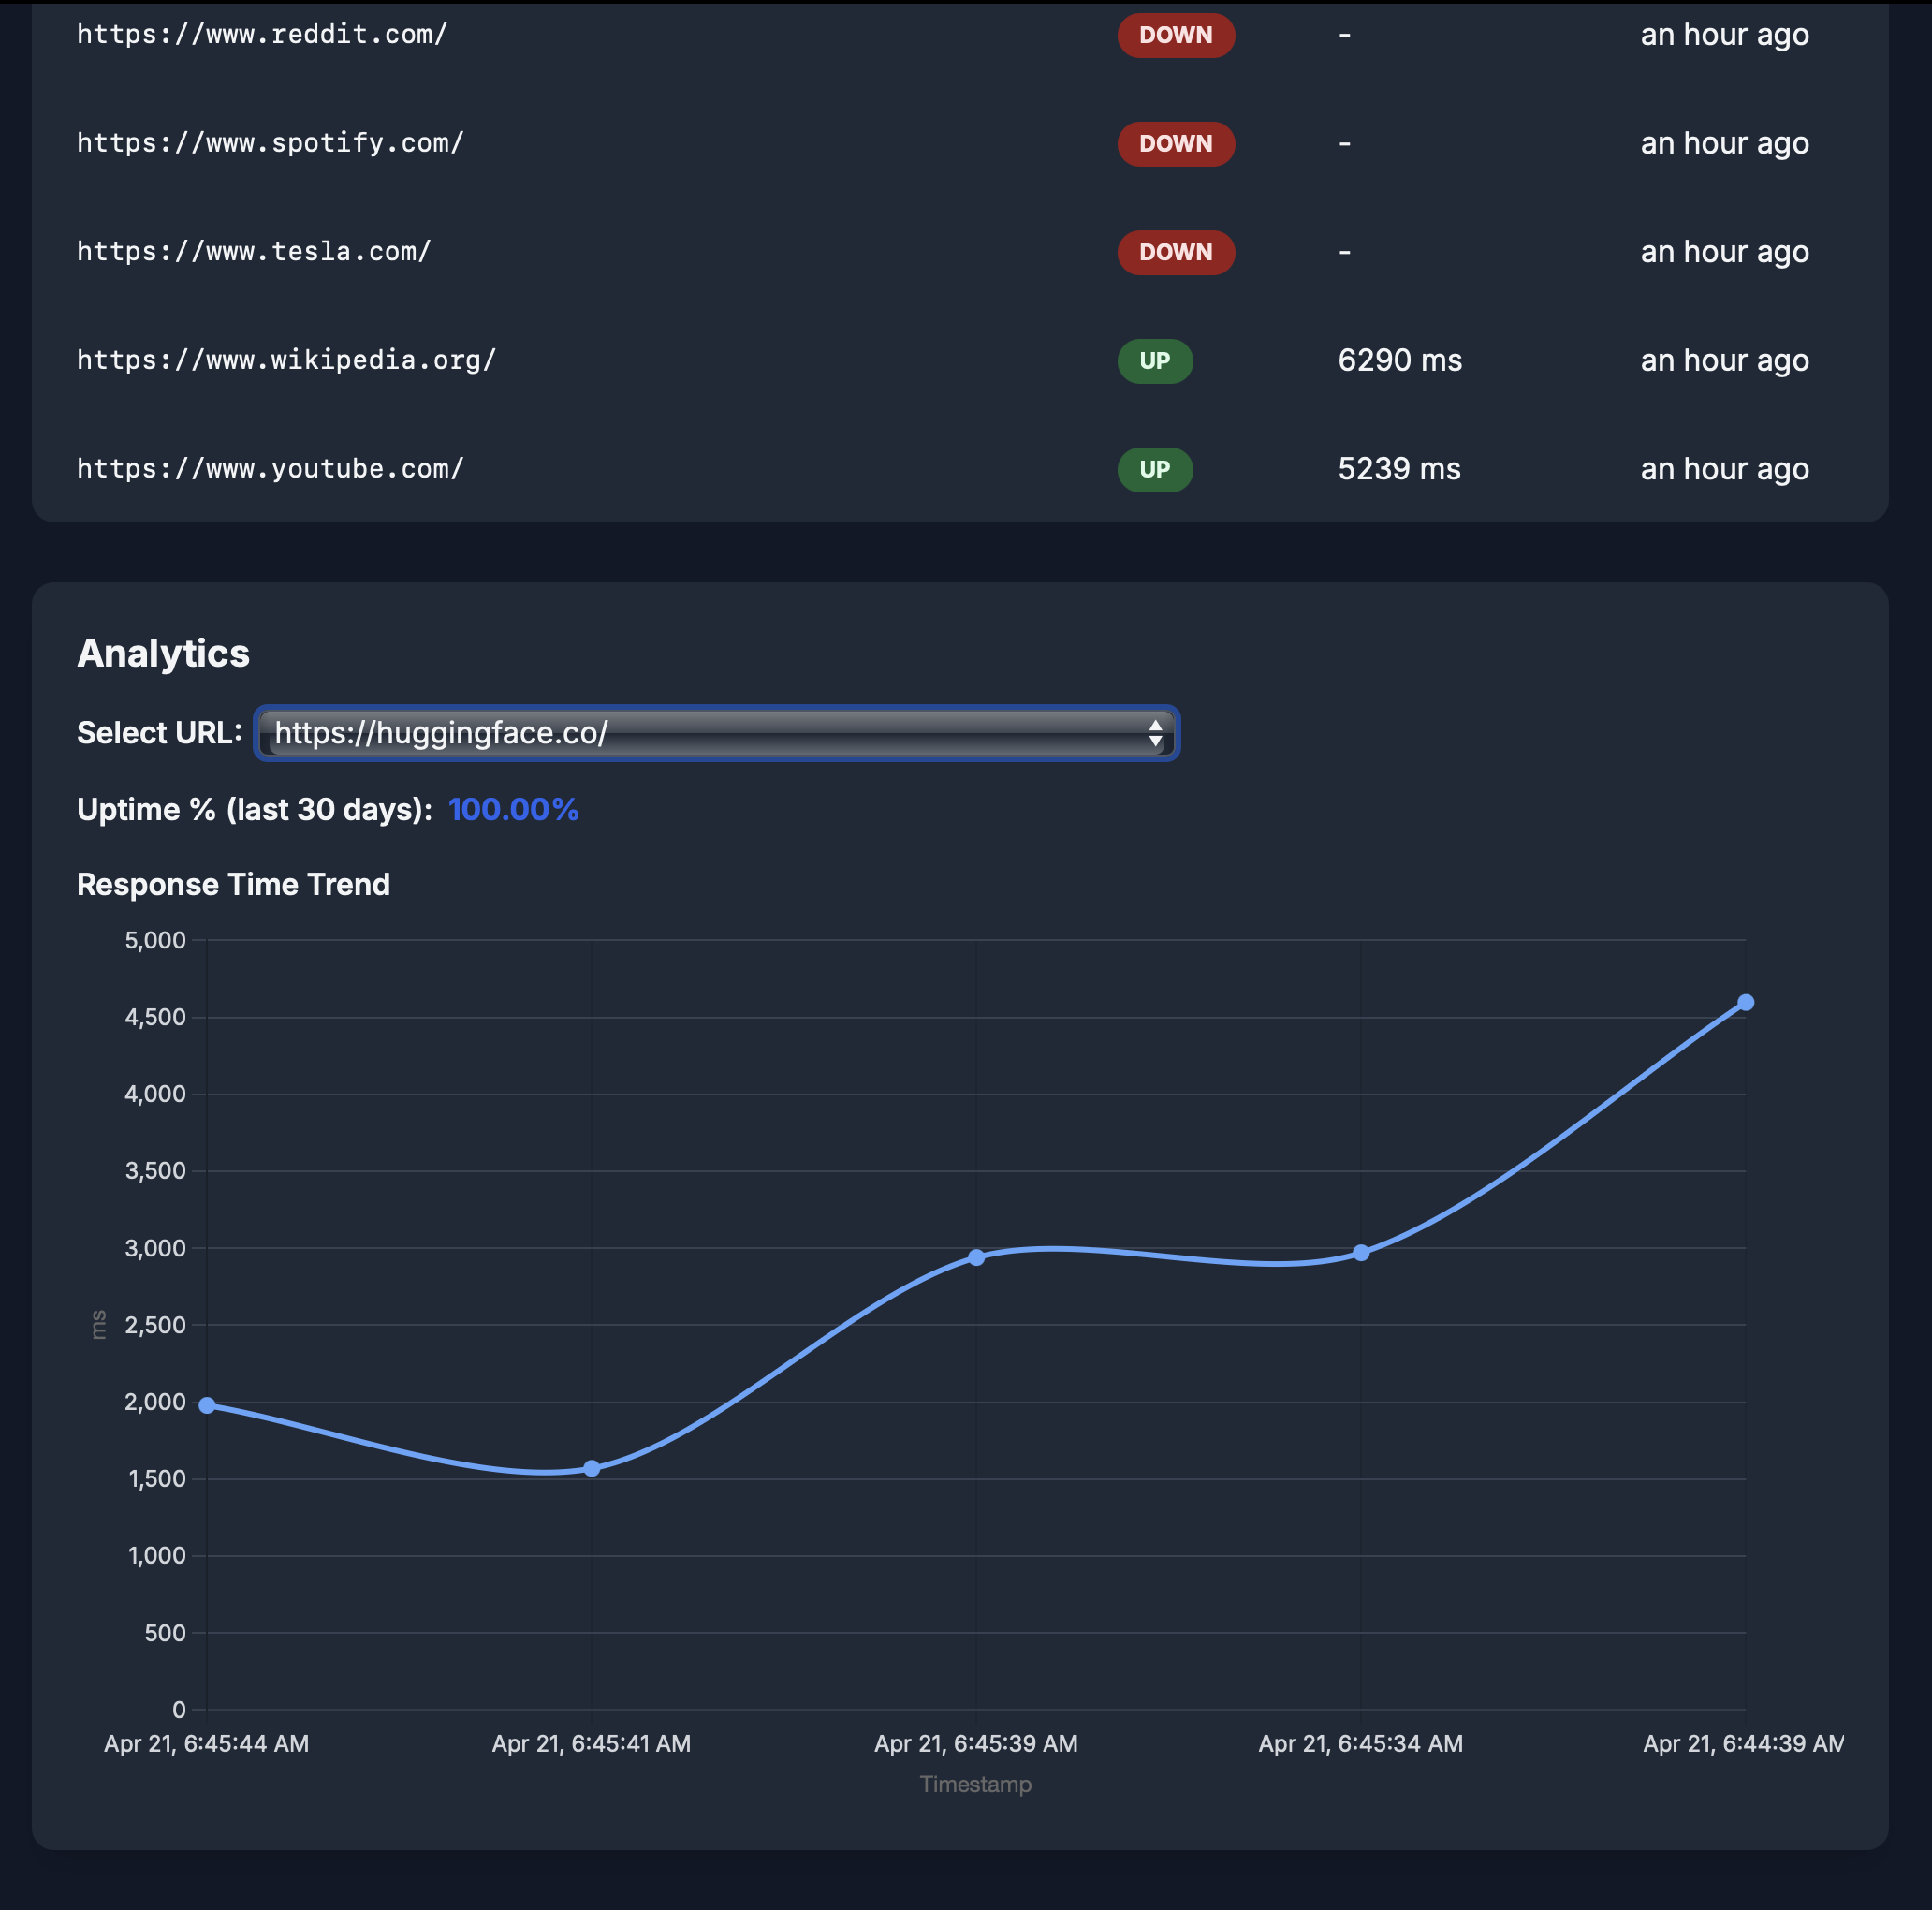 https://www.reddit.com/ DOWN - an hour ago
https://www.spotify.com/ DOWN - an hour ago
https://www.tesla.com/ DOWN - an hour ago
https://www.wikipedia.org/ UP 6290 ms an hour ago
https://www.youtube.com/ UP 5239 ms an hour ago
Analytics
Select URL: https://huggingface.co/
Uptime % (last 30 days): 100.00%
Response Time Trend
5,000
4,500
4,000
3,500
3,000
2,500
2,000
1,500
1,000
500
0
ms
Apr 21, 6:45:44 AM Apr 21, 6:45:41 AM Apr 21, 6:45:39 AM Apr 21, 6:45:34 AM Apr 21, 6:44:39 AM
Timestamp